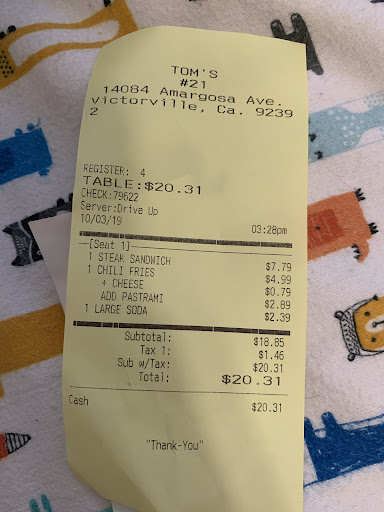 TOM'S
#21
14084 Amargosa Ave.
Victorville, Ca. 9239
2
REGISTER: 4
TABLE:$20.31
CHECK:79622
Server:Drive Up
10/03/19 03:28pm
[Seat 1]
1 STEAK SANDWICH $7.79
1 CHILI FRIES $4.99
+ CHEESE $0.79
ADD PASTRAMI $2.89
1 LARGE SODA $2.39
Subtotal: $18.85
Tax 1: $1.46
Sub w/Tax: $20.31
Total: $20.31
Cash $20.31
"Thank-You"